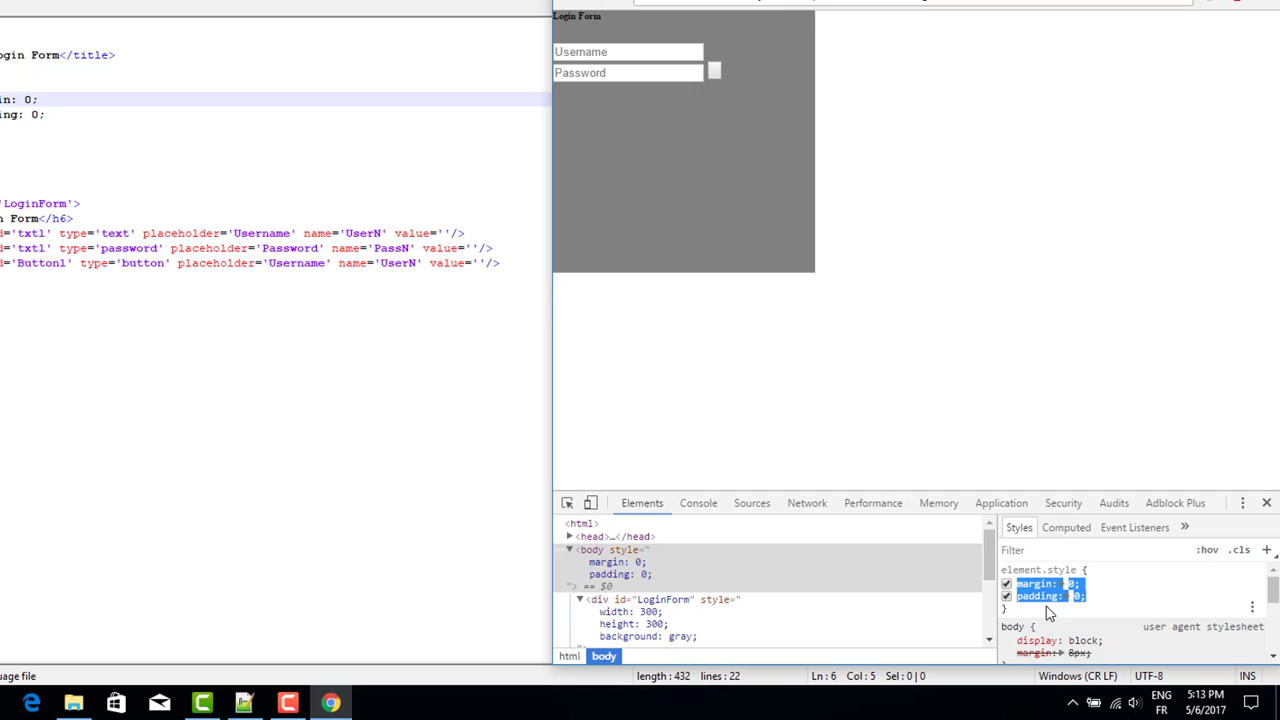 ogin Form</title>
in: 0;
ing: 0;
'LoginForm'>
n Form</h6>
d='txtl' type='text' placeholder='Username' name='UserN' value=''/>
d='txtl' type='password' placeholder='Password' name='PassN' value=''/>
d='Buttonl' type='button' placeholder='Username' name='UserN' value=''/>
Login Form
Username
Password
Elements Console Sources Network Performance Memory Application Security Audits Adblock Plus
<html>
<head>…</head>
<body style="
margin: 0;
padding: 0;
"> == $0
<div id="LoginForm" style="
width: 300;
height: 300;
background: gray;
html body
Styles Computed Event Listeners »
Filter :hov .cls +
element.style {
margin: 0;
padding: 0;
}
body { user agent stylesheet
display: block;
margin: 8px;
uage file length : 432 lines : 22 Ln : 6 Col : 5 Sel : 0 | 0 Windows (CR LF) UTF-8 INS
ENG
FR
5:13 PM
5/6/2017